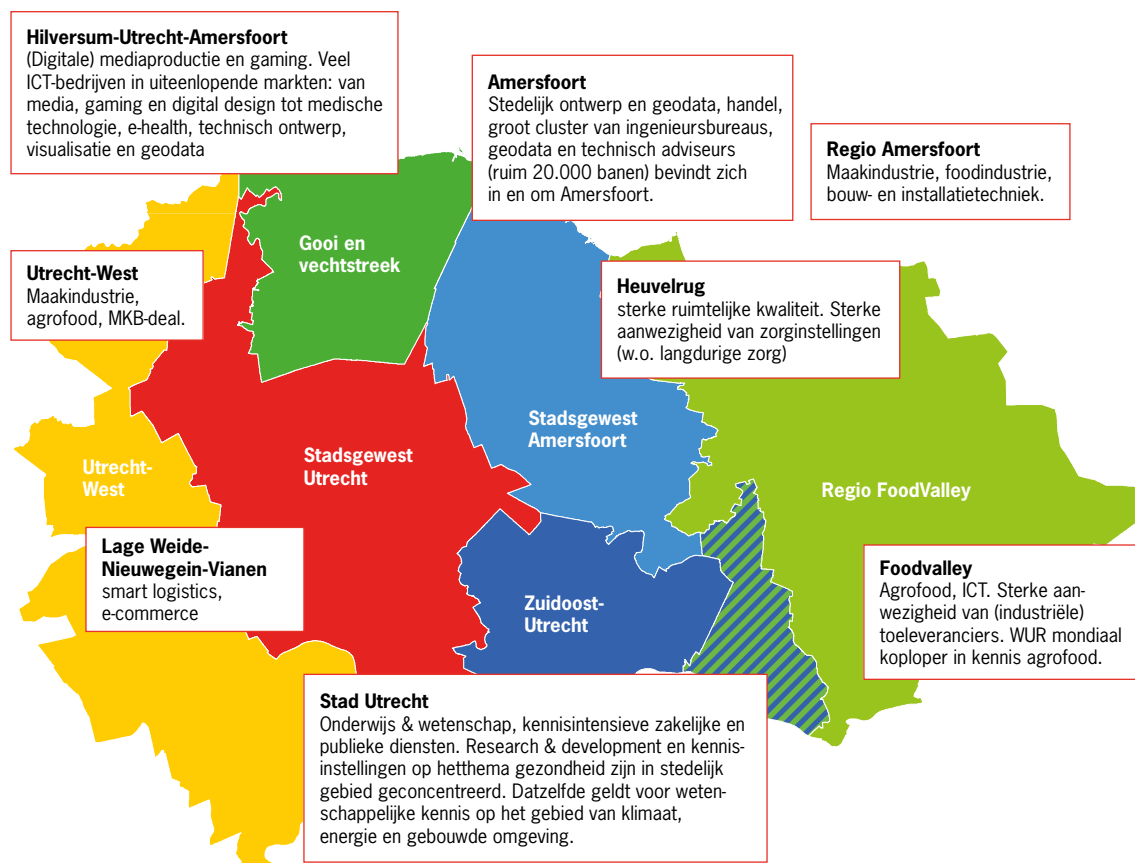 Hilversum-Utrecht-Amersfoort
(Digitale) mediaproductie en gaming. Veel
ICT-bedrijven in uiteenlopende markten: van
media, gaming en digital design tot medische
technologie, e-health, technisch ontwerp,
visualisatie en geodata
Amersfoort
Stedelijk ontwerp en geodata, handel,
groot cluster van ingenieursbureaus,
geodata en technisch adviseurs
(ruim 20.000 banen) bevindt zich
in en om Amersfoort.
Regio Amersfoort
Maakindustrie, foodindustrie,
bouw- en installatietechniek.
Gooi en
vechtstreek
Utrecht-West
Maakindustrie,
agrofood, MKB-deal.
Heuvelrug
sterke ruimtelijke kwaliteit. Sterke
aanwezigheid van zorginstellingen
(w.o. langdurige zorg)
Stadsgewest
Amersfoort
Stadsgewest
Utrecht
Utrecht-
West
Regio FoodValley
Lage Weide-
Nieuwegein-Vianen
smart logistics,
e-commerce
Zuidoost-
Utrecht
Foodvalley
Agrofood, ICT. Sterke aan-
wezigheid van (industriële)
toeleveranciers. WUR mondiaal
koploper in kennis agrofood.
Stad Utrecht
Onderwijs & wetenschap, kennisintensieve zakelijke en
publieke diensten. Research & development en kennis-
instellingen op hetthema gezondheid zijn in stedelijk
gebied geconcentreerd. Datzelfde geldt voor weten-
schappelijke kennis op het gebied van klimaat,
energie en gebouwde omgeving.